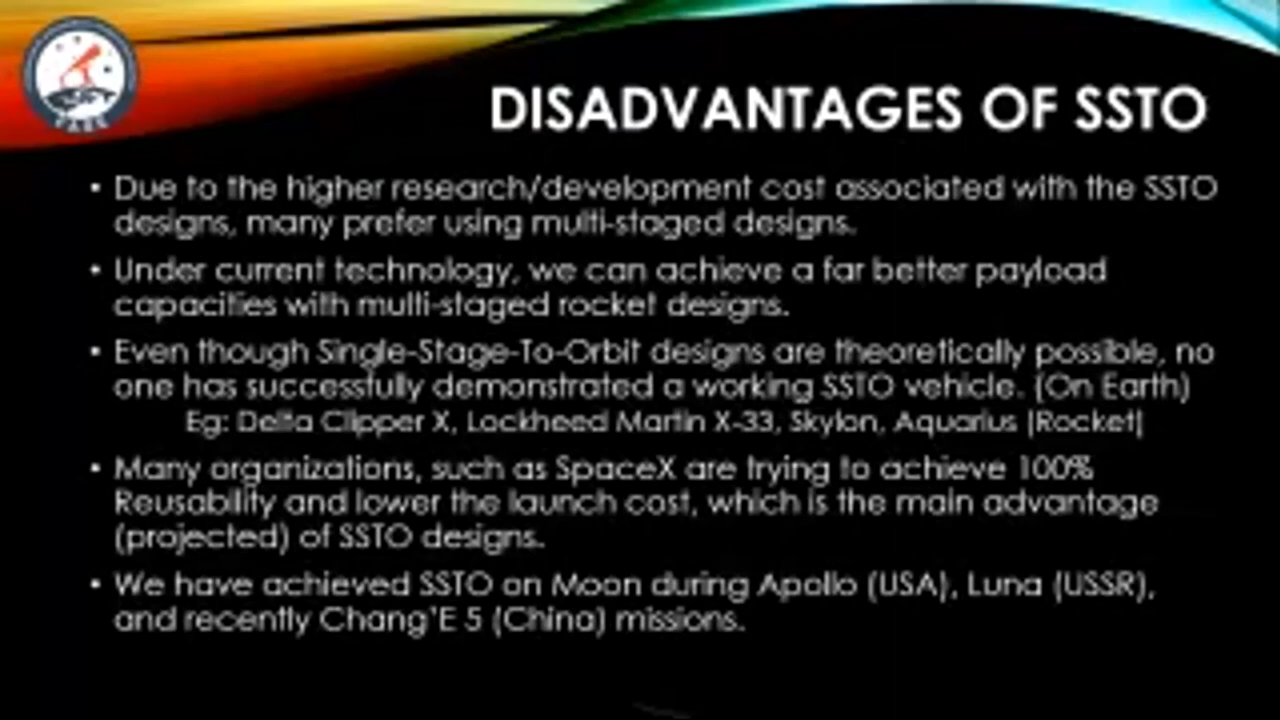 DISADVANTAGES OF SSTO
• Due to the higher research/development cost associated with the SSTO
designs, many prefer using multi-staged designs.
• Under current technology, we can achieve a far better payload
capacities with multi-staged rocket designs.
• Even though Single-Stage-To-Orbit designs are theoretically possible, no
one has successfully demonstrated a working SSTO vehicle. (On Earth)
Eg: Delta Clipper X, Lockheed Martin X-33, Skylon, Aquarius (Rocket)
• Many organizations, such as SpaceX are trying to achieve 100%
Reusability and lower the launch cost, which is the main advantage
(projected) of SSTO designs.
• We have achieved SSTO on Moon during Apollo (USA), Luna (USSR),
and recently Chang'E 5 (China) missions.